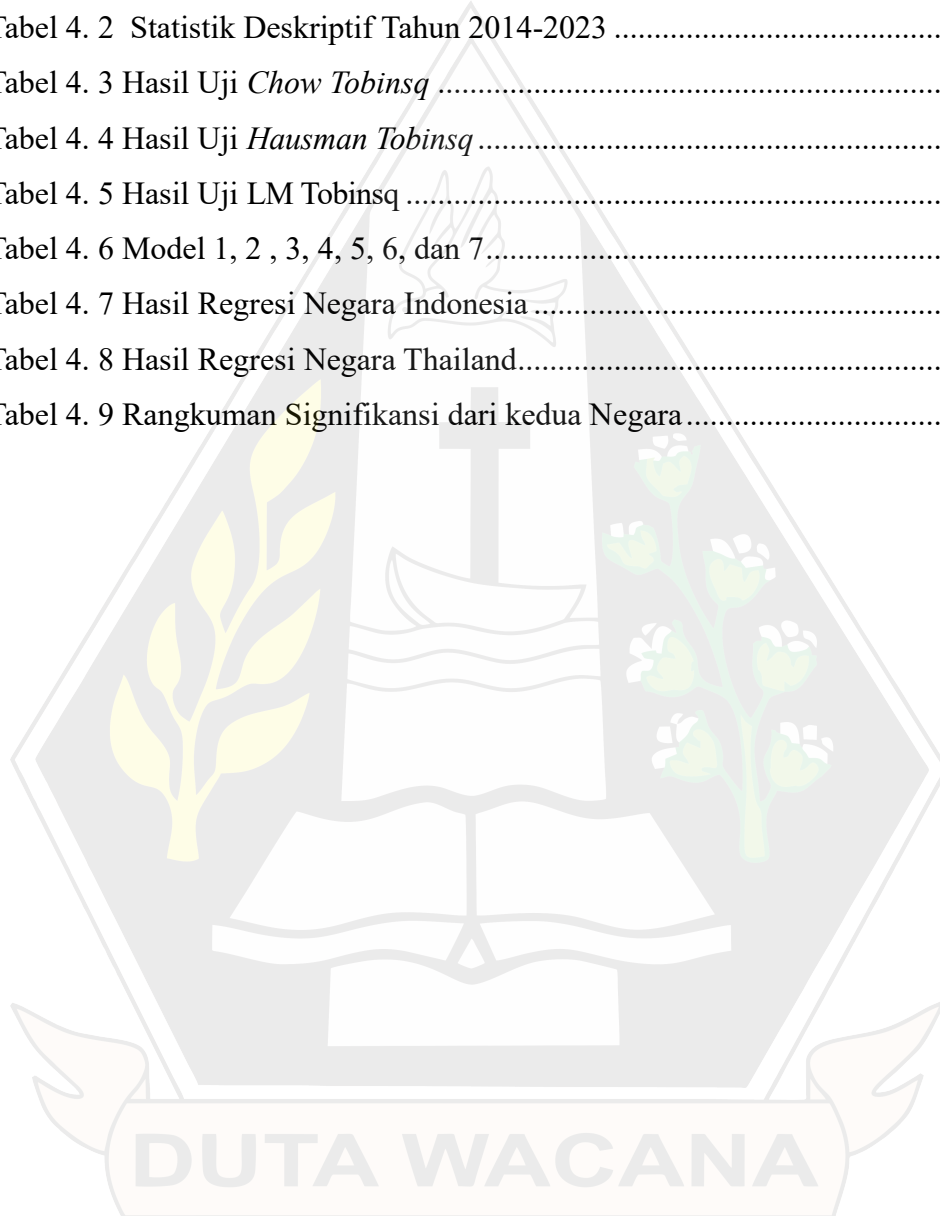 Tabel 4. 2  Statistik Deskriptif Tahun 2014-2023 ........................................
Tabel 4. 3 Hasil Uji Chow Tobinsq ........................................................
Tabel 4. 4 Hasil Uji Hausman Tobinsq ....................................................
Tabel 4. 5 Hasil Uji LM Tobinsq ............................................................
Tabel 4. 6 Model 1, 2 , 3, 4, 5, 6, dan 7 ...................................................
Tabel 4. 7 Hasil Regresi Negara Indonesia ..............................................
Tabel 4. 8 Hasil Regresi Negara Thailand ................................................
Tabel 4. 9 Rangkuman Signifikansi dari kedua Negara ................................
DUTA WACANA